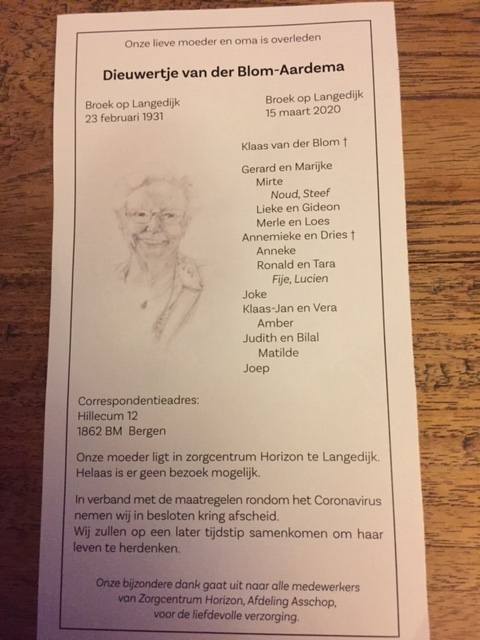 Onze lieve moeder en oma is overleden
Dieuwertje van der Blom-Aardema
Broek op Langedijk
23 februari 1931
Broek op Langedijk
15 maart 2020
Klaas van der Blom †
Gerard en Marijke
Mirte
Noud, Steef
Lieke en Gideon
Merle en Loes
Annemieke en Dries †
Anneke
Ronald en Tara
Fije, Lucien
Joke
Klaas-Jan en Vera
Amber
Judith en Bilal
Matilde
Joep
Correspondentieadres:
Hillecum 12
1862 BM Bergen
Onze moeder ligt in zorgcentrum Horizon te Langedijk.
Helaas is er geen bezoek mogelijk.
In verband met de maatregelen rondom het Coronavirus
nemen wij in besloten kring afscheid.
Wij zullen op een later tijdstip samenkomen om haar
leven te herdenken.
Onze bijzondere dank gaat uit naar alle medewerkers
van Zorgcentrum Horizon, Afdeling Asschop,
voor de liefdevolle verzorging.